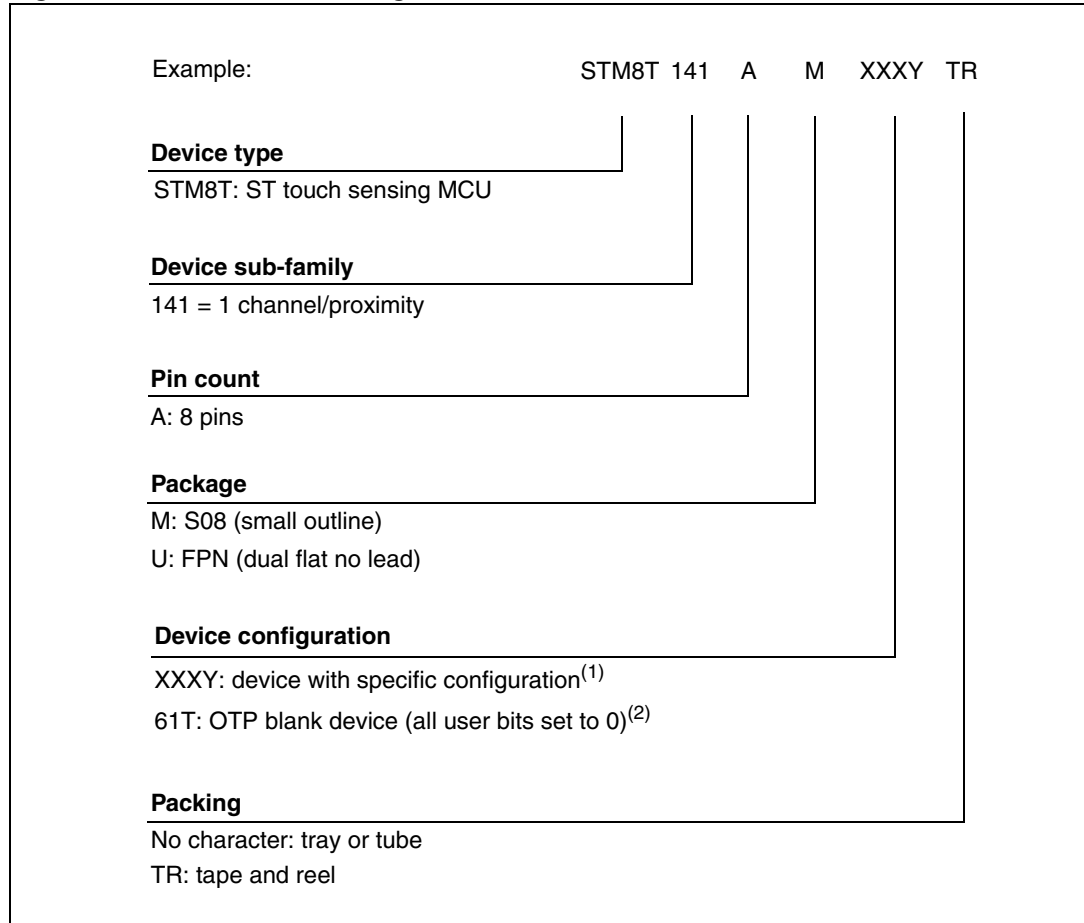 Example: STM8T 141 A M XXXY TR
Device type
STM8T: ST touch sensing MCU
Device sub-family
141 = 1 channel/proximity
Pin count
A: 8 pins
Package
M: S08 (small outline)
U: FPN (dual flat no lead)
Device configuration
XXXY: device with specific configuration(1)
61T: OTP blank device (all user bits set to 0)(2)
Packing
No character: tray or tube
TR: tape and reel